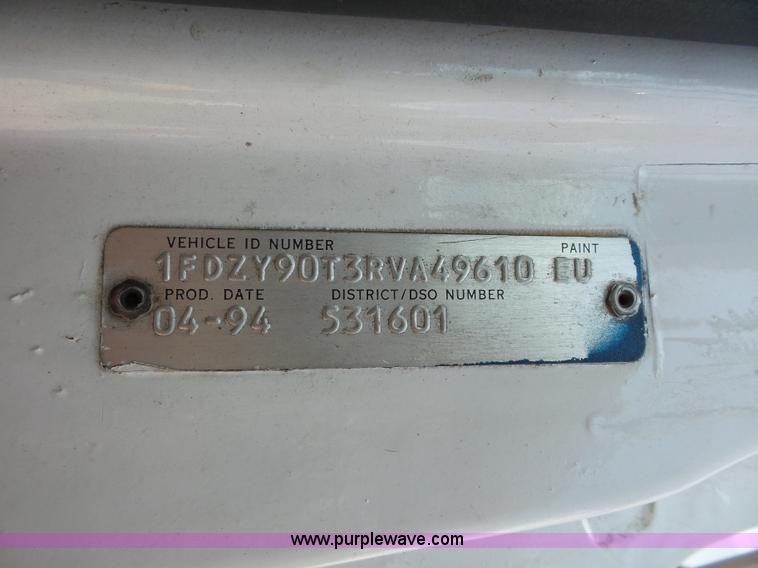 VEHICLE ID NUMBER PAINT
1FDZY90T3RVA49610 EU
PROD. DATE DISTRICT/DSO NUMBER
04-94 531601
www.purplewave.com